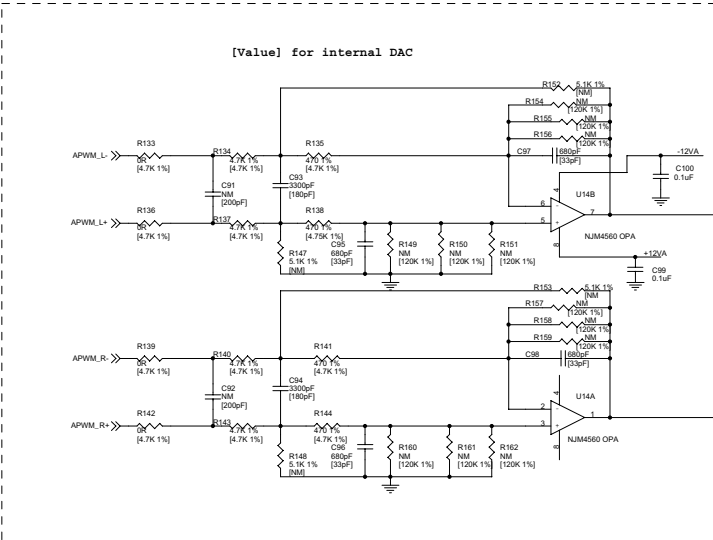 [Value] for internal DAC
R152 5.1K 1%
[NM]
R154 NM
[120K 1%]
R155 NM
[120K 1%]
R156 NM
[120K 1%]
C97 680pF
[33pF]
-12VA
C100
0.1uF
R133
0R
[4.7K 1%]
R134
4.7K 1%
[4.7K 1%]
R135
470 1%
[4.7K 1%]
APWM_L-
C91
NM
[200pF]
C93
3300pF
[180pF]
U14B
4
6
-
5
+
7
8
NJM4560 OPA
R136
0R
[4.7K 1%]
R137
4.7K 1%
[4.7K 1%]
R138
470 1%
[4.75K 1%]
APWM_L+
R147
5.1K 1%
[NM]
C95
680pF
[33pF]
R149
NM
[120K 1%]
R150
NM
[120K 1%]
R151
NM
[120K 1%]
+12VA
C99
0.1uF
R153 5.1K 1%
[NM
R157 NM
[120K 1%]
R158 NM
[120K 1%]
R159 NM
[120K 1%]
C98 680pF
[33pF]
R139
0R
[4.7K 1%]
R140
4.7K 1%
[4.7K 1%]
R141
470 1%
[4.7K 1%]
APWM_R-
C92
NM
[200pF]
C94
3300pF
[180pF]
U14A
4
2
-
3
+
1
8
NJM4560 OPA
R142
0R
[4.7K 1%]
R143
4.7K 1%
[4.7K 1%]
R144
470 1%
[4.7K 1%]
APWM_R+
R148
5.1K 1%
[NM]
C96
680pF
[33pF]
R160
NM
[120K 1%]
R161
NM
[120K 1%]
R162
NM
[120K 1%]